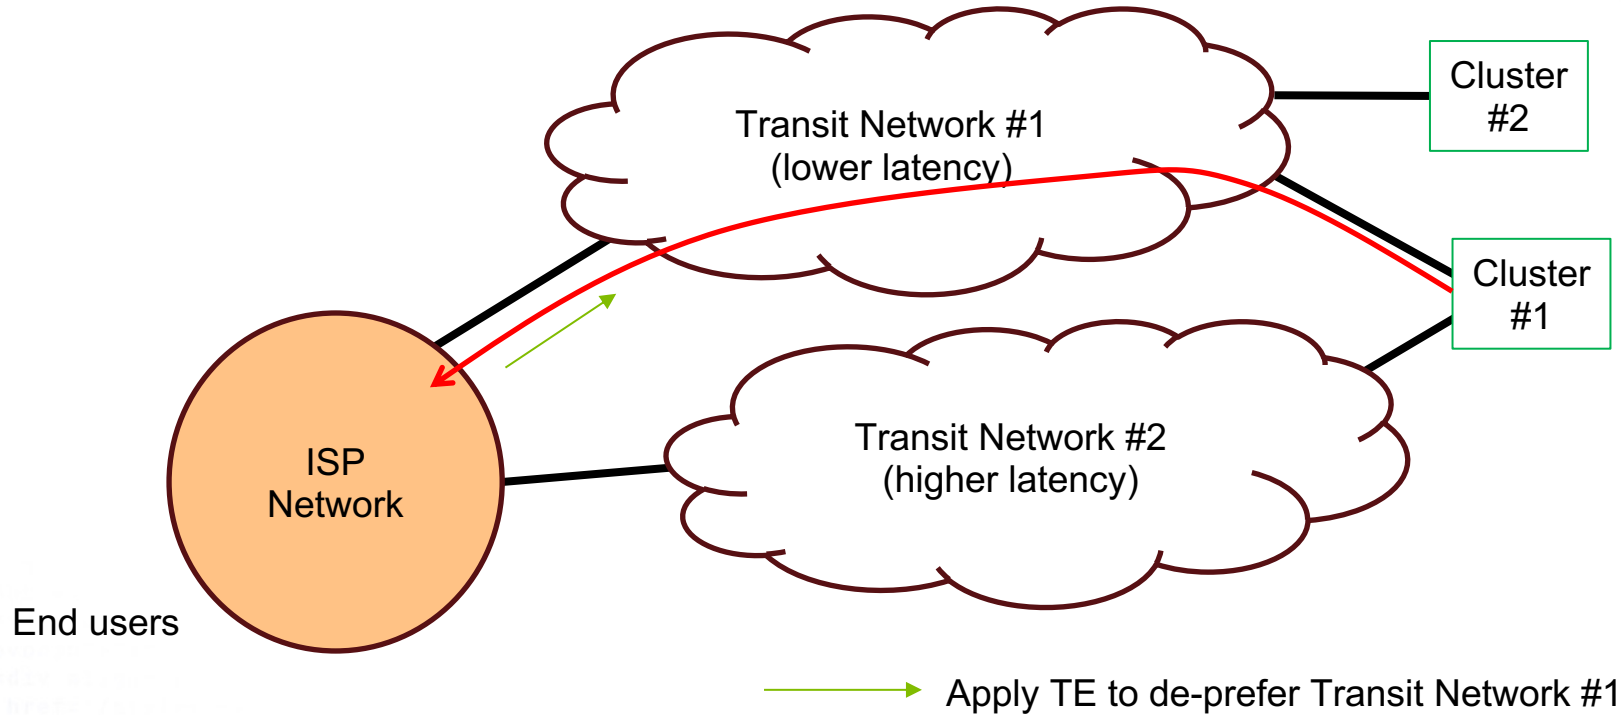 Transit Network #1
(lower latency)
Cluster
#2
Cluster
#1
Transit Network #2
(higher latency)
ISP
Network
End users
Apply TE to de-prefer Transit Network #1